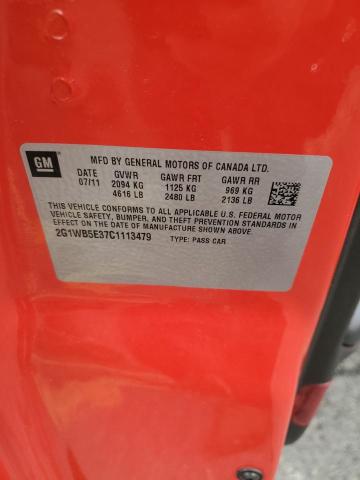 GM
MFD BY GENERAL MOTORS OF CANADA LTD.
DATE GVWR GAWR FRT GAWR RR
07/11 2094 KG 1125 KG 969 KG
4616 LB 2480 LB 2136 LB
THIS VEHICLE CONFORMS TO ALL APPLICABLE U.S. FEDERAL MOTOR
VEHICLE SAFETY, BUMPER, AND THEFT PREVENTION STANDARDS IN
EFFECT ON THE DATE OF MANUFACTURE SHOWN ABOVE.
2G1WB5E37C1113479 TYPE: PASS CAR